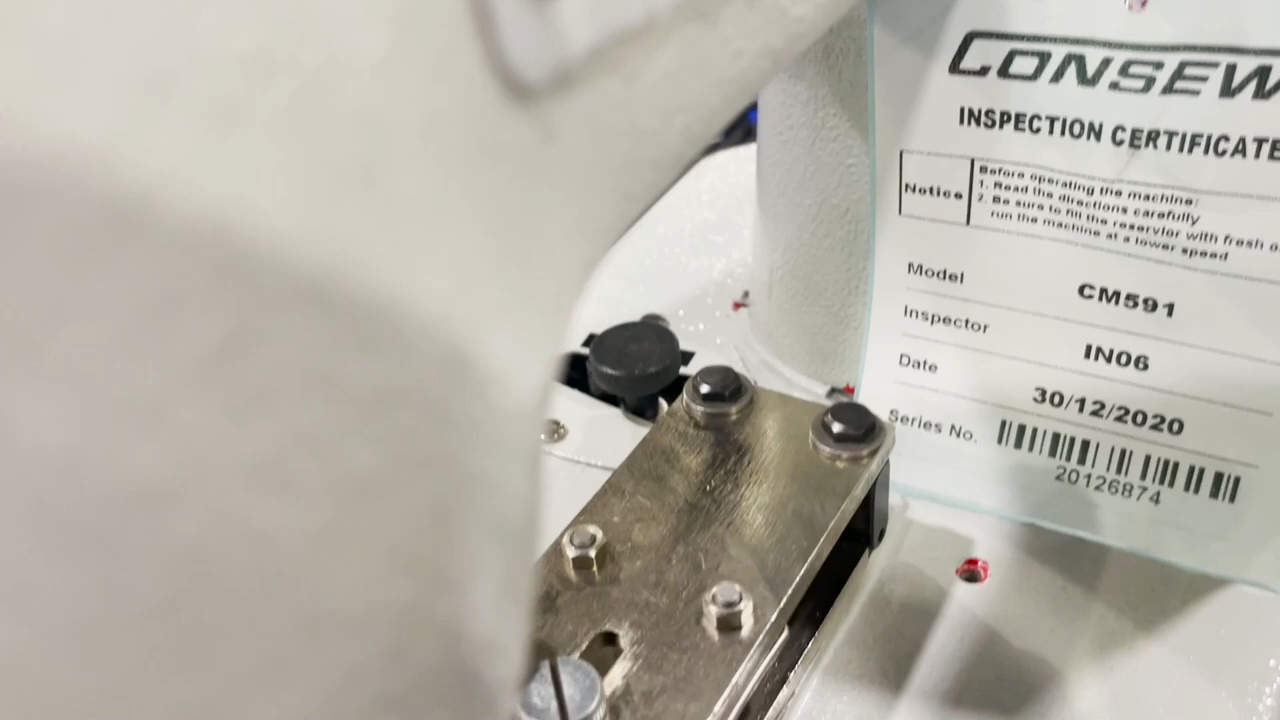 CONSEW
INSPECTION CERTIFICATE
Notice
Before operating the machine:
1. Read the directions carefully
2. Be sure to fill the reservior with fresh
run the machine at a lower speed
Model CM591
Inspector IN06
Date 30/12/2020
Series No.
20126874